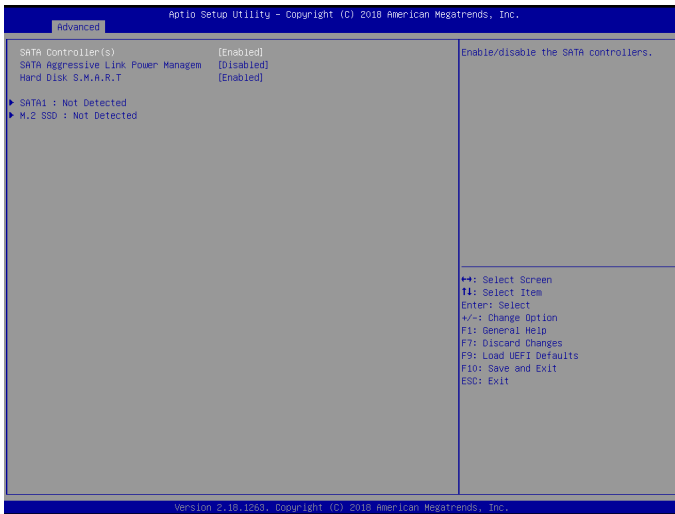 Aptio Setup Utility – Copyright (C) 2018 American Megatrends, Inc.
Advanced
SATA Controller(s) [Enabled]
SATA Aggressive Link Power Managem [Disabled]
Hard Disk S.M.A.R.T [Enabled]
SATA1 : Not Detected
M.2 SSD : Not Detected
Enable/disable the SATA controllers.
↔: Select Screen
↑↓: Select Item
Enter: Select
+/-: Change Option
F1: General Help
F7: Discard Changes
F9: Load UEFI Defaults
F10: Save and Exit
ESC: Exit
Version 2.18.1263. Copyright (C) 2018 American Megatrends, Inc.